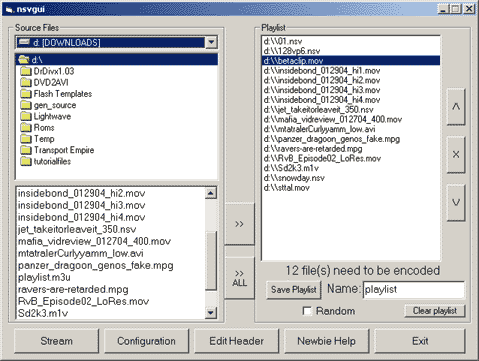 nsvgui
Source Files
d: [DOWNLOADS]
d:\
DrDivx1.03
DVD2AVI
Flash Templates
gen_source
Lightwave
Roms
Temp
Transport Empire
tutorialfiles
insidebond_012904_hi2.mov
insidebond_012904_hi3.mov
insidebond_012904_hi4.mov
jet_takeitorleaveit_350.nsv
mafia_vidreview_012704_400.mov
mtatralerCurlyyamm_low.avi
panzer_dragoon_genos_fake.mpg
playlist.m3u
ravers-are-retarded.mpg
RvB_Episode02_LoRes.mov
Sd2k3.m1v
>>
>>
ALL
Playlist
d:\\01.nsv
d:\\128vp6.nsv
d:\\betaclip.mov
d:\\insidebond_012904_hi1.mov
d:\\insidebond_012904_hi2.mov
d:\\insidebond_012904_hi3.mov
d:\\insidebond_012904_hi4.mov
d:\\jet_takeitorleaveit_350.nsv
d:\\mafia_vidreview_012704_400.mov
d:\\mtatralerCurlyyamm_low.avi
d:\\panzer_dragoon_genos_fake.mpg
d:\\ravers-are-retarded.mpg
d:\\RvB_Episode02_LoRes.mov
d:\\Sd2k3.m1v
d:\\snowday.nsv
d:\\sttal.mov
^
X
V
12 file(s) need to be encoded
Save Playlist Name: playlist
Random Clear playlist
Stream Configuration Edit Header Newbie Help Exit